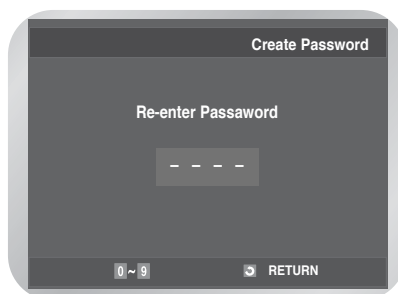 Create Password
Re-enter Passaword
– – – –
0 ~ 9 RETURN